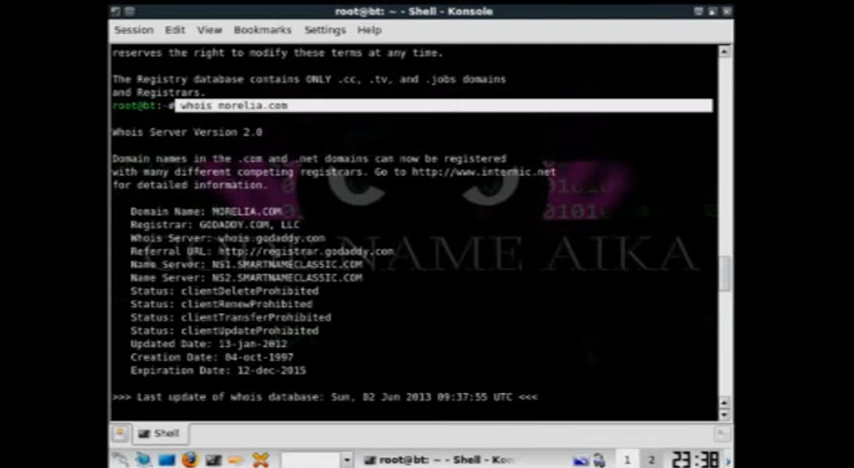 root@bt: ~ - Shell - Konsole
Session Edit View Bookmarks Settings Help
reserves the right to modify these terms at any time.
The Registry database contains ONLY .cc, .tv, and .jobs domains
and Registrars.
root@bt:~# whois morelia.com
Whois Server Version 2.0
Domain names in the .com and .net domains can now be registered
with many different competing registrars. Go to http://www.internic.net
for detailed information.
Domain Name: MORELIA.COM
Registrar: GODADDY.COM, LLC
Whois Server: whois.godaddy.com
Referral URL: http://registrar.godaddy.com
Name Server: NS1.SMARTNAMECLASSIC.COM
Name Server: NS2.SMARTNAMECLASSIC.COM
Status: clientDeleteProhibited
Status: clientRenewProhibited
Status: clientTransferProhibited
Status: clientUpdateProhibited
Updated Date: 13-jan-2012
Creation Date: 04-oct-1997
Expiration Date: 12-dec-2015
>>> Last update of whois database: Sun, 02 Jun 2013 09:37:55 UTC <<<
NAME AIKA
01010
Shell
root@bt: ~ - Shell - Kon
1 2 23:38